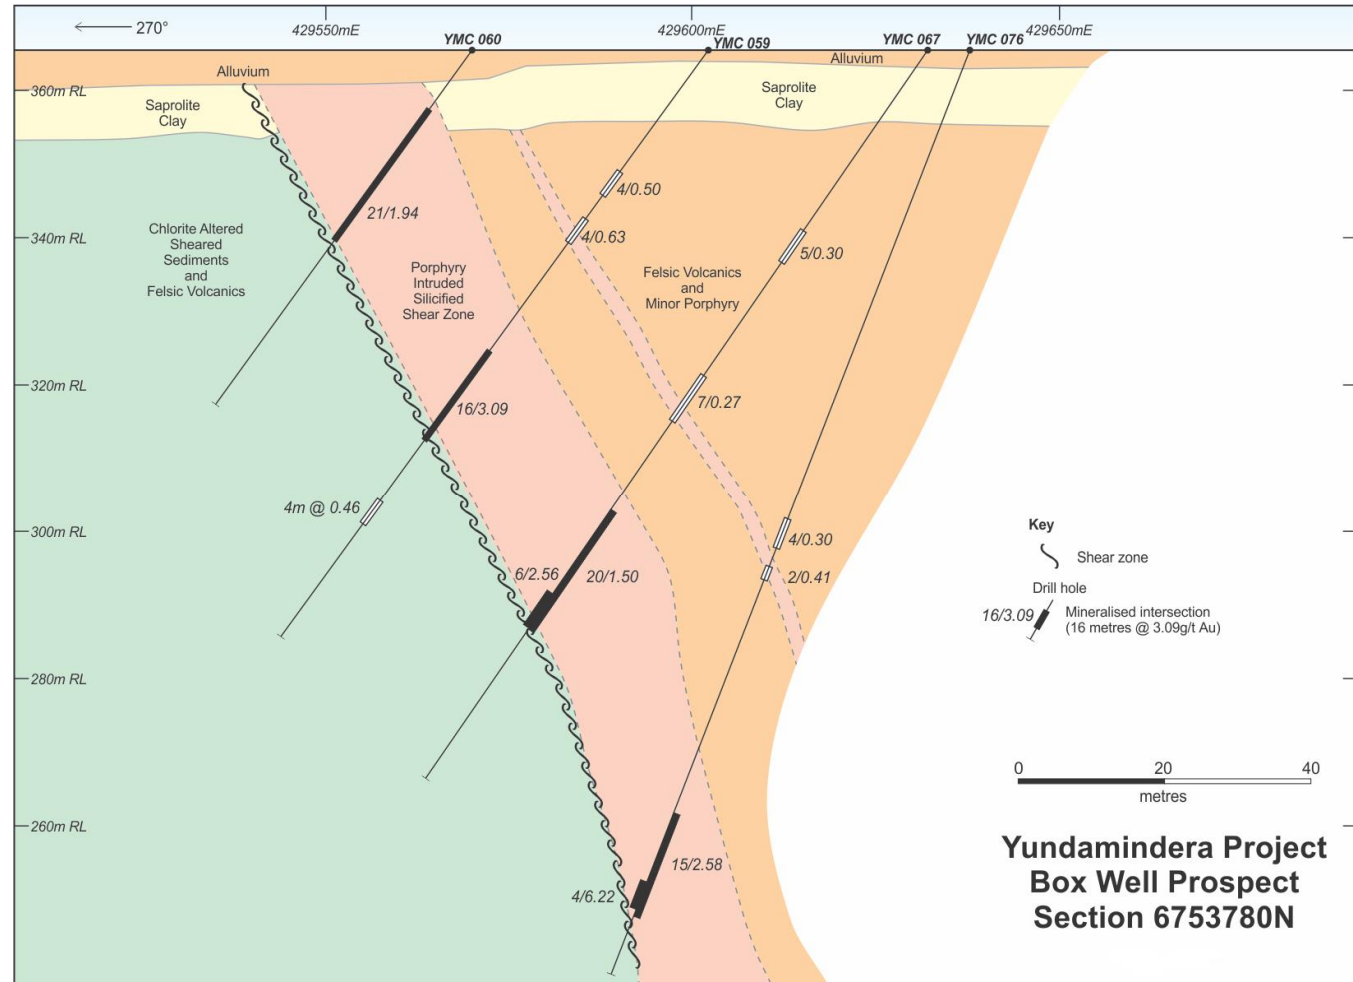 270°
429550mE
429600mE
429650mE
YMC 060
YMC 059
YMC 067
YMC 076
Alluvium
Alluvium
360m RL
Saprolite
Clay
Saprolite
Clay
4/0.50
21/1.94
4/0.63
340m RL
Chlorite Altered
Sheared
Sediments
and
Felsic Volcanics
5/0.30
Porphyry
Intruded
Silicified
Shear Zone
Felsic Volcanics
and
Minor Porphyry
320m RL
16/3.09
7/0.27
4m @ 0.46
300m RL
4/0.30
6/2.56
20/1.50
2/0.41
Key
Shear zone
Drill hole
16/3.09
Mineralised intersection
(16 metres @ 3.09g/t Au)
280m RL
0 20 40
metres
260m RL
15/2.58
4/6.22
Yundamindera Project
Box Well Prospect
Section 6753780N